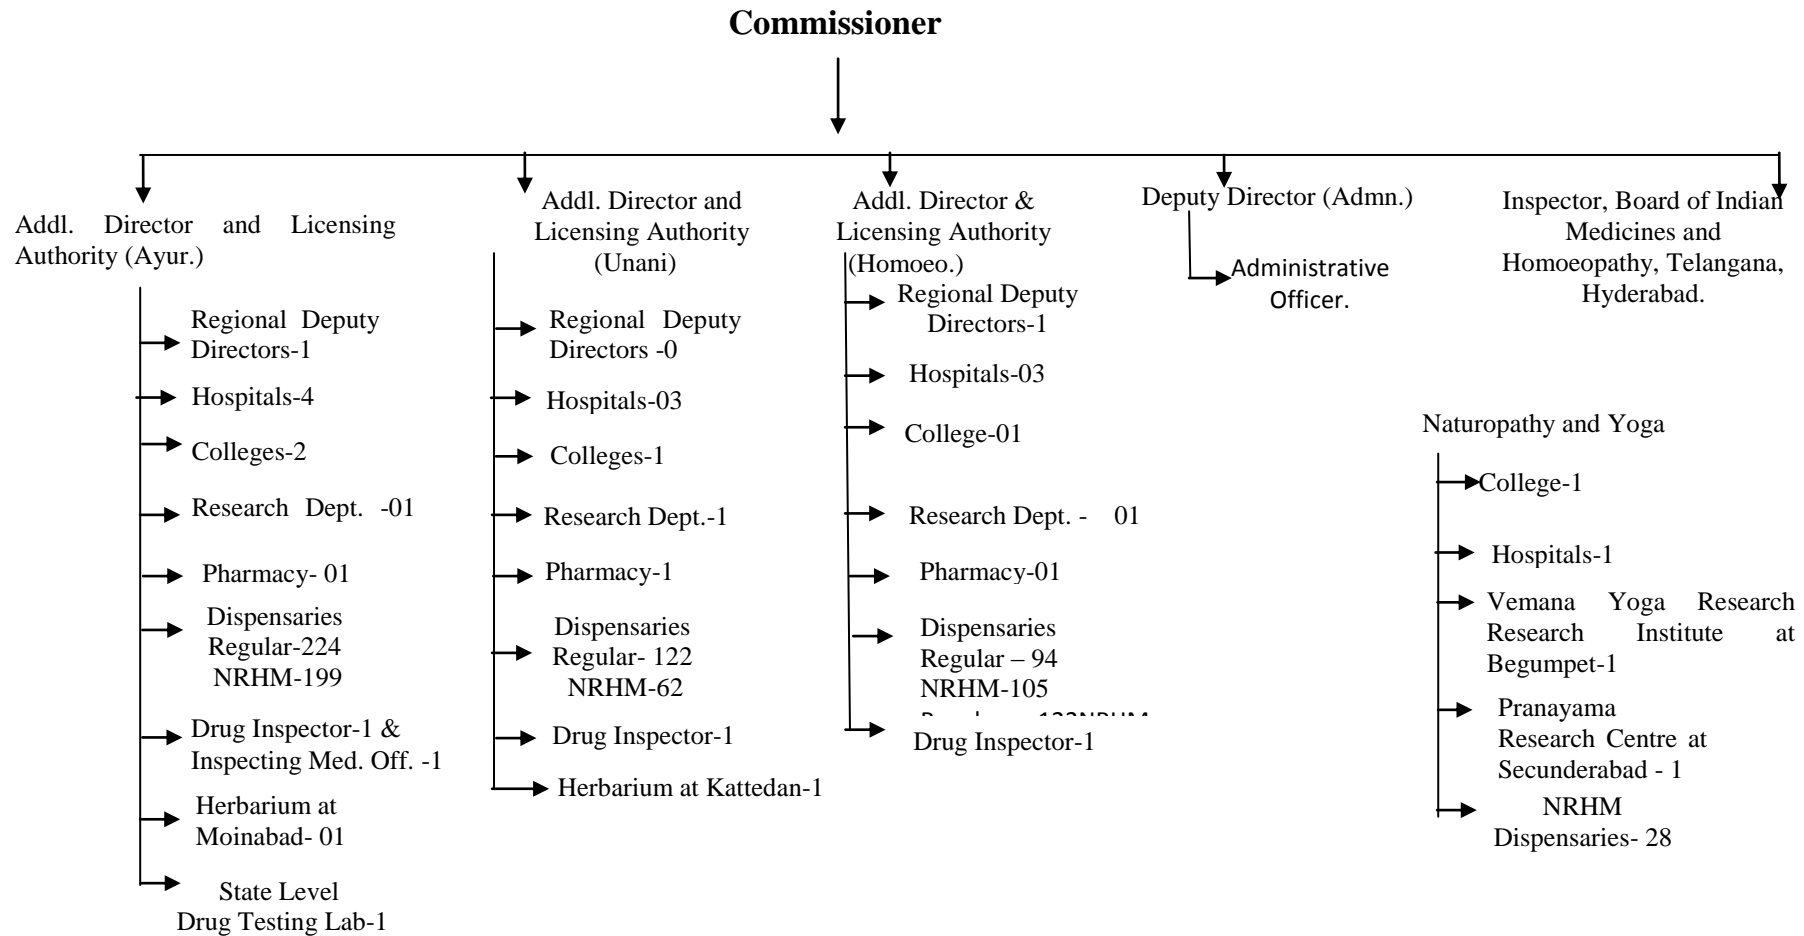 Commissioner
Addl. Director and Licensing
Authority (Ayur.)
Regional Deputy
Directors-1
Hospitals-4
Colleges-2
Research Dept. -01
Pharmacy- 01
Dispensaries
Regular-224
NRHM-199
Drug Inspector-1 &
Inspecting Med. Off. -1
Herbarium at
Moinabad- 01
State Level
Drug Testing Lab-1
Addl. Director and
Licensing Authority
(Unani)
Regional Deputy
Directors -0
Hospitals-03
Colleges-1
Research Dept.-1
Pharmacy-1
Dispensaries
Regular- 122
NRHM-62
Drug Inspector-1
Herbarium at Kattedan-1
Addl. Director &
Licensing Authority
(Homoeo.)
Regional Deputy
Directors-1
Hospitals-03
College-01
Research Dept. - 01
Pharmacy-01
Dispensaries
Regular – 94
NRHM-105
Drug Inspector-1
Deputy Director (Admn.)
Administrative
Officer.
Inspector, Board of Indian
Medicines and
Homoeopathy, Telangana,
Hyderabad.
Naturopathy and Yoga
College-1
Hospitals-1
Vemana Yoga Research
Research Institute at
Begumpet-1
Pranayama
Research Centre at
Secunderabad - 1
NRHM
Dispensaries- 28